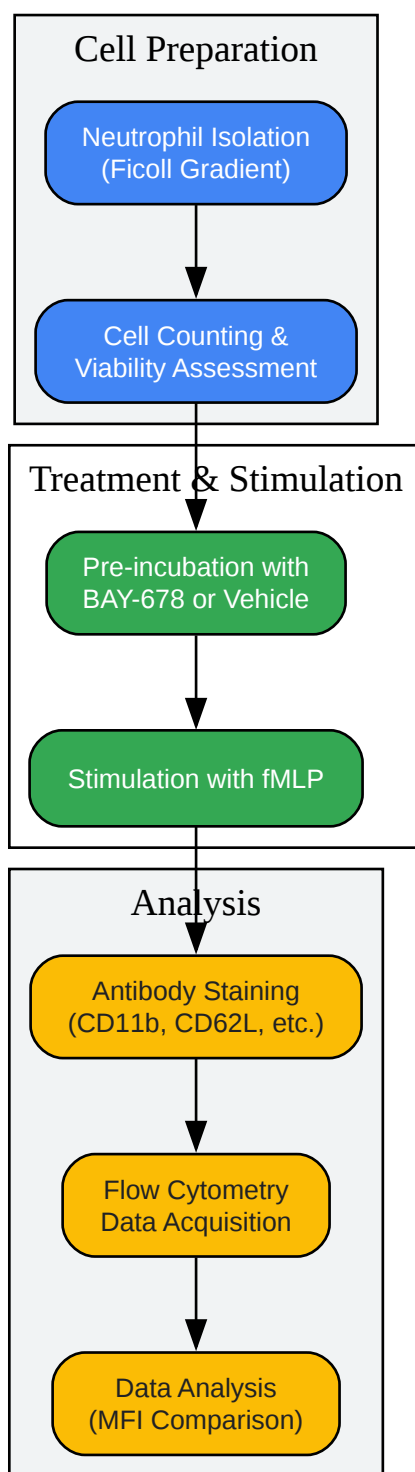 Cell Preparation
Neutrophil Isolation
(Ficoll Gradient)
Cell Counting &
Viability Assessment
Treatment & Stimulation
Pre-incubation with
BAY-678 or Vehicle
Stimulation with fMLP
Analysis
Antibody Staining
(CD11b, CD62L, etc.)
Flow Cytometry
Data Acquisition
Data Analysis
(MFI Comparison)